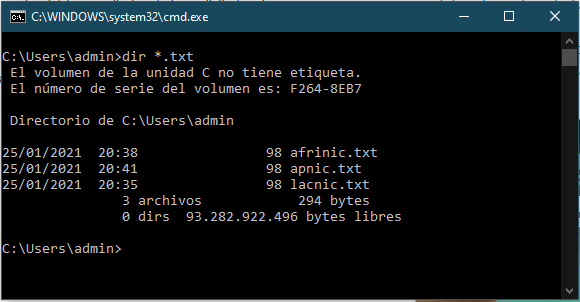 C:\WINDOWS\system32\cmd.exe
C:\Users\admin>dir *.txt
El volumen de la unidad C no tiene etiqueta.
El número de serie del volumen es: F264-8EB7
Directorio de C:\Users\admin
25/01/2021  20:38                98 afrinic.txt
25/01/2021  20:41                98 apnic.txt
25/01/2021  20:35                98 lacnic.txt
3 archivos            294 bytes
0 dirs  93.282.922.496 bytes libres
C:\Users\admin>